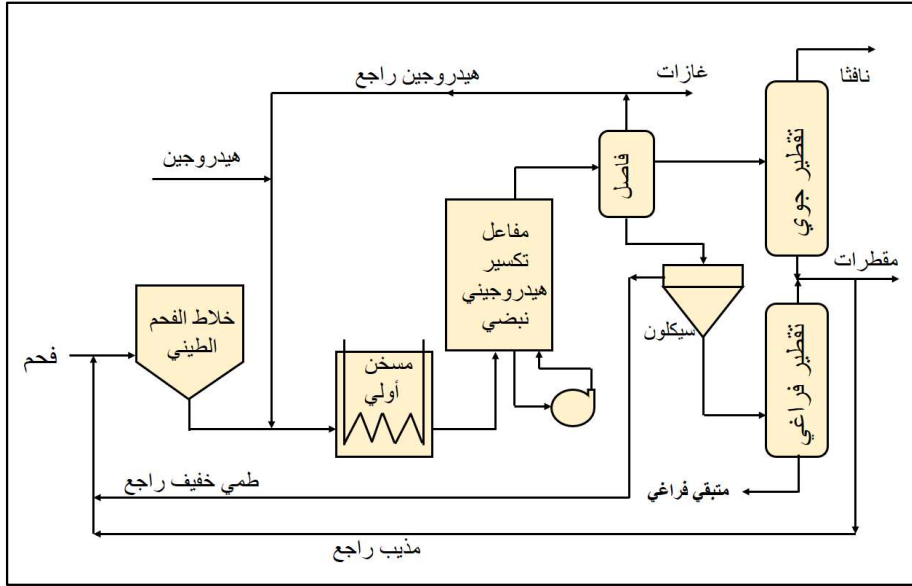 نافثا
غازات
هيدروجين راجع
هيدروجين
فاصل
تقطير جوي
مفاعل
تكسير
هيدروجيني
نبضي
مقطرات
خلاط الفحم
الطيني
سيكلون
فحم
مسخن
أولي
تقطير فراغي
طمي خفيف راجع
متبقي فراغي
مذيب راجع